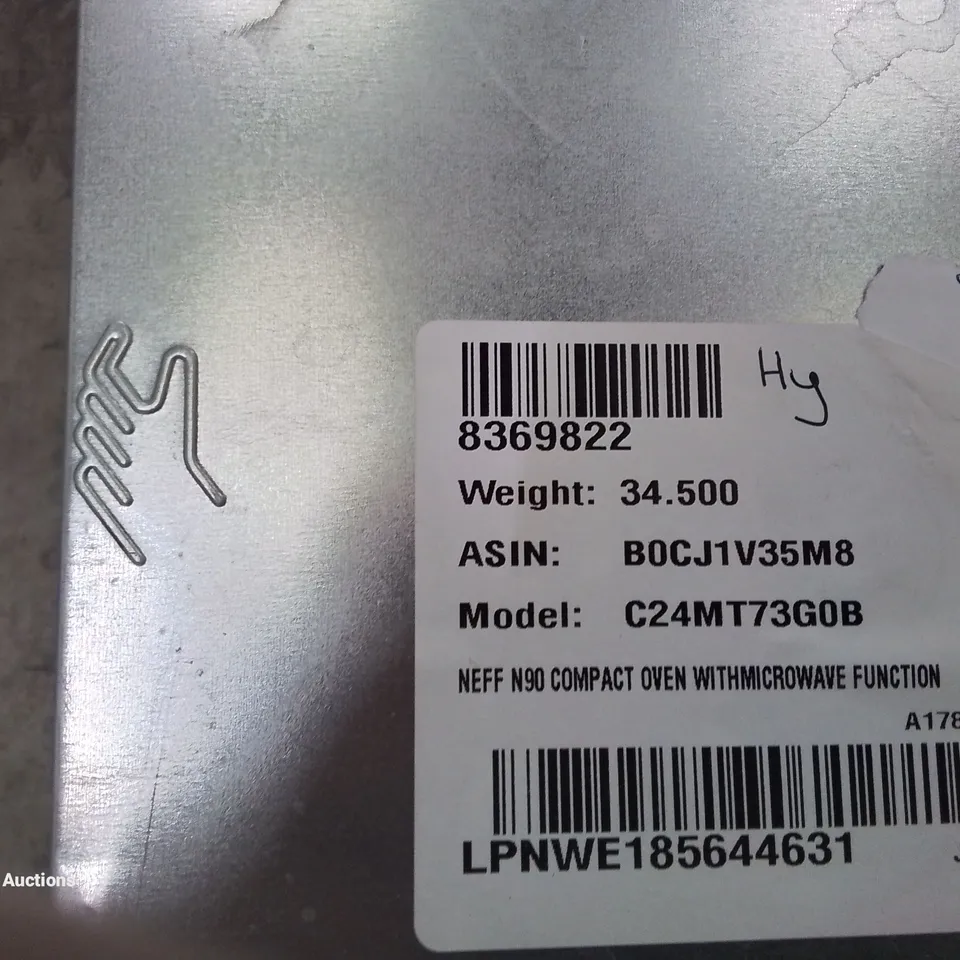 Hy
8369822
Weight: 34.500
ASIN: B0CJ1V35M8
Model: C24MT73G0B
NEFF N90 COMPACT OVEN WITHMICROWAVE FUNCTION
A178
LPNWE185644631
Auctions